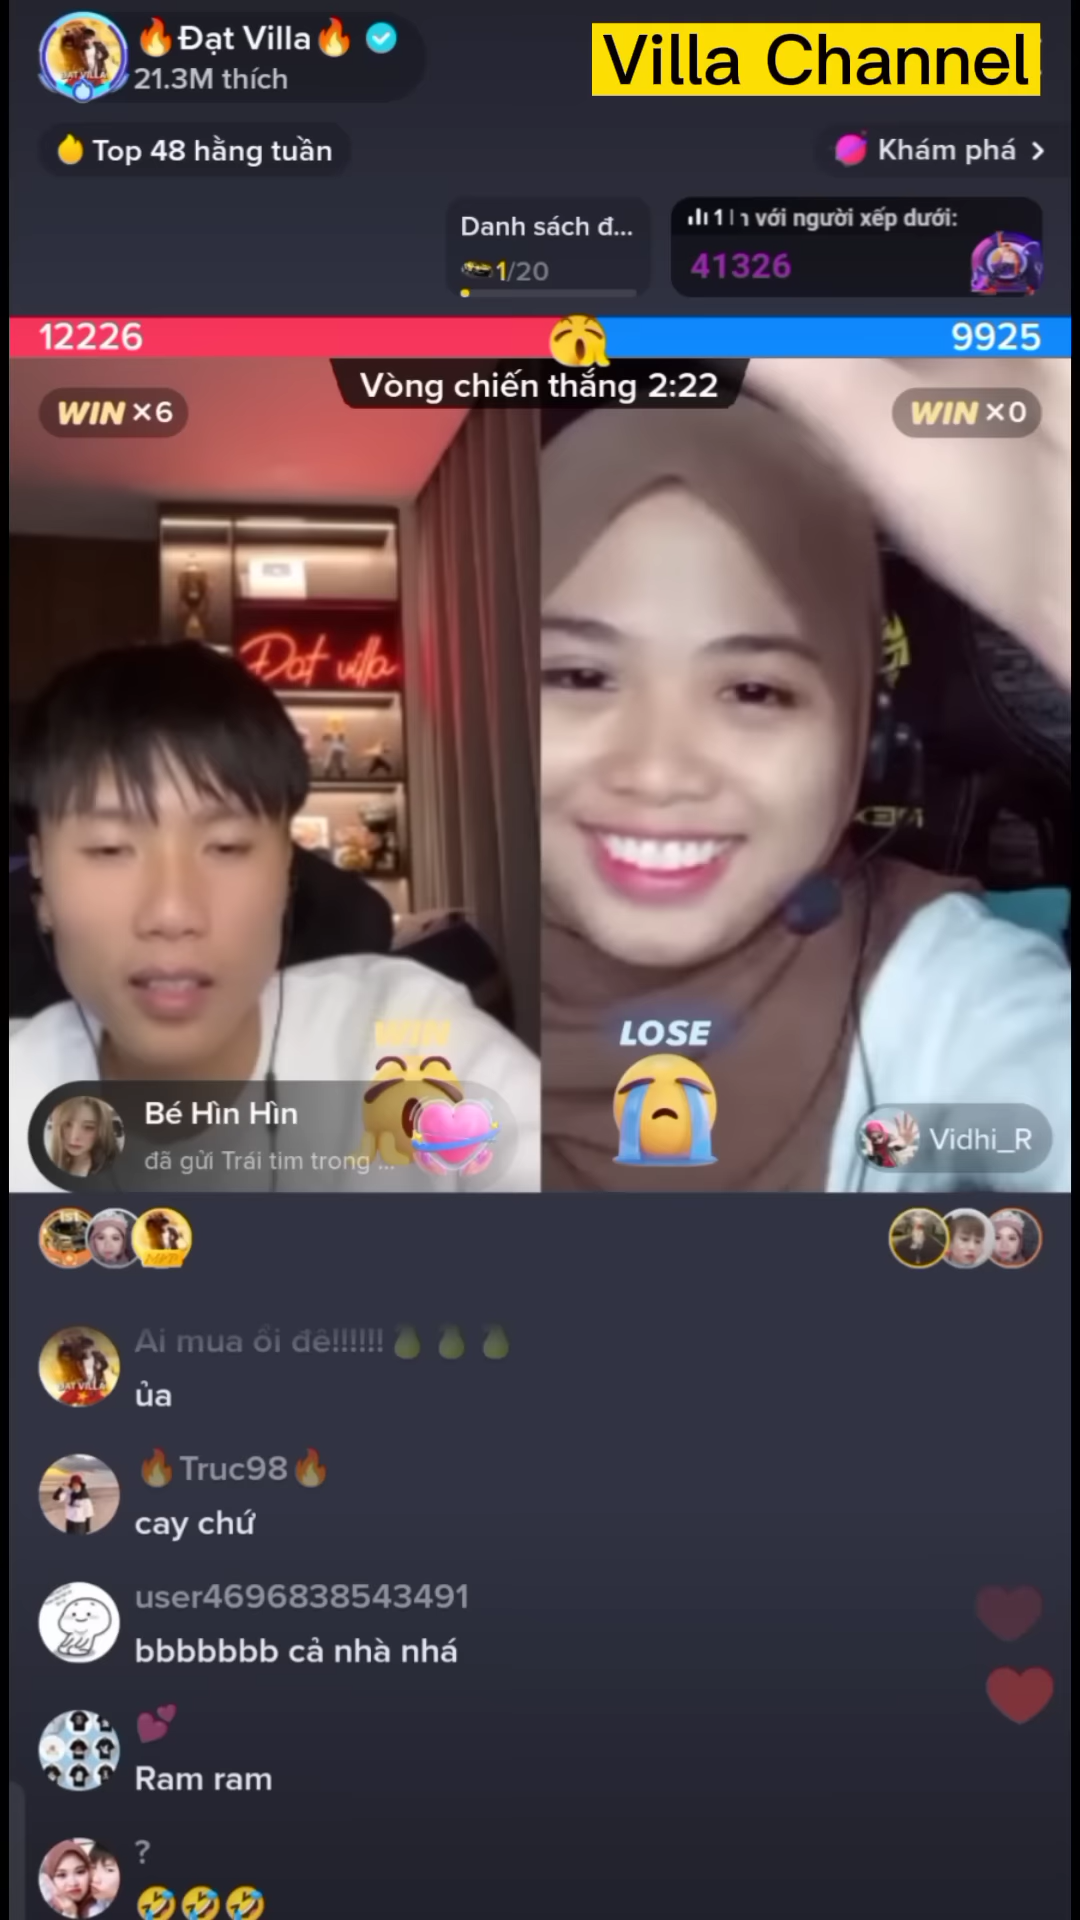 🔥Đạt Villa🔥
21.3M thích
Villa Channel
Top 48 hằng tuần
Khám phá >
Danh sách đ...
1/20
với người xếp dưới:
41326
12226
9925
Vòng chiến thắng 2:22
WIN ×6
WIN ×0
Đạt villa
WIN
LOSE
Bé Hìn Hìn
đã gửi Trái tim trong ...
Vidhi_R
Ai mua ổi đê!!!!!!🍐🍐🍐
ủa
🔥Truc98🔥
cay chứ
user4696838543491
bbbbbbb cả nhà nhá
💕
Ram ram
?
🤣🤣🤣